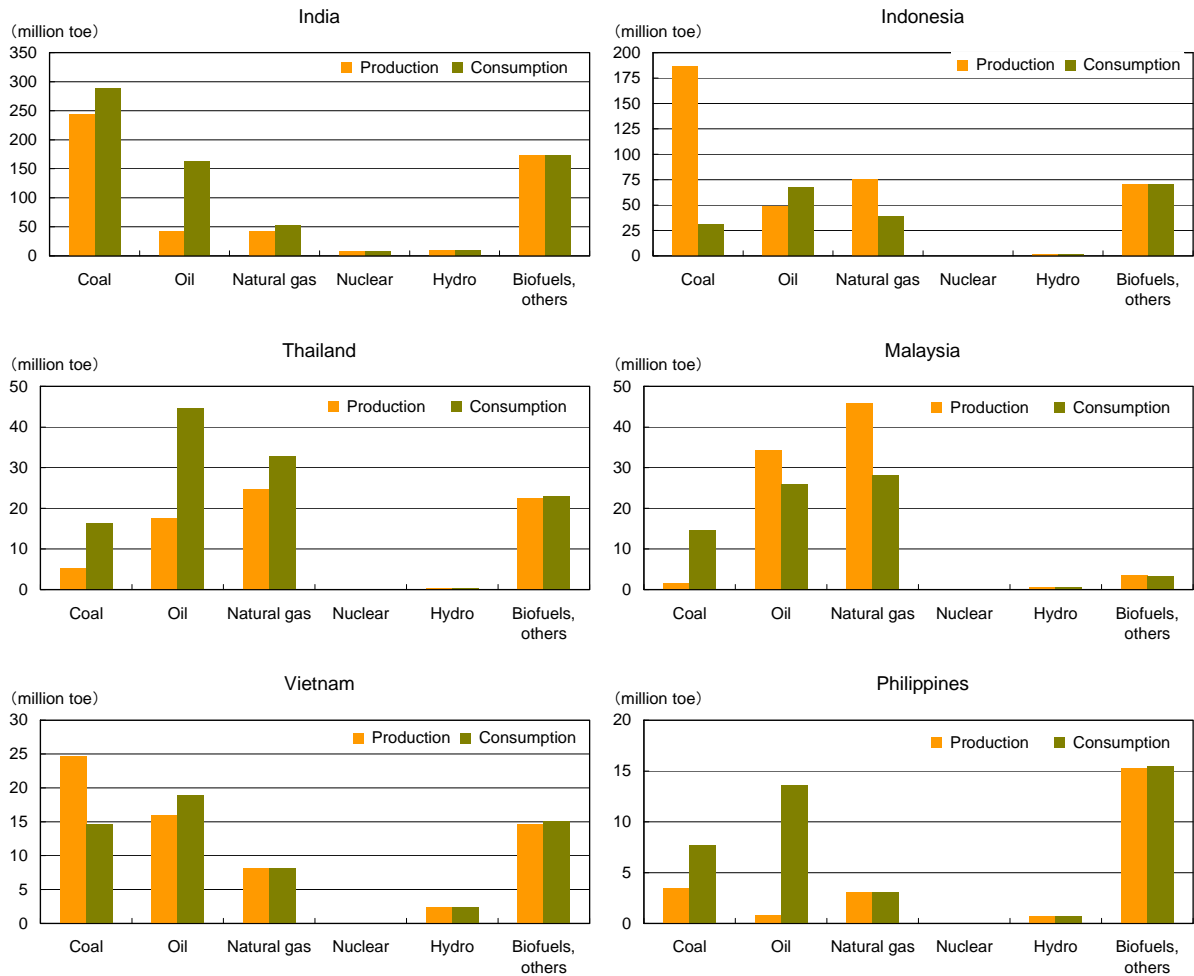 India
（million toe）
350
300
250
200
150
100
50
0
Production Consumption
Coal Oil Natural gas Nuclear Hydro Biofuels,
others
Indonesia
（million toe）
200
175
150
125
100
75
50
25
0
Production Consumption
Coal Oil Natural gas Nuclear Hydro Biofuels,
others
Thailand
（million toe）
50
40
30
20
10
0
Production Consumption
Coal Oil Natural gas Nuclear Hydro Biofuels,
others
Malaysia
（million toe）
50
40
30
20
10
0
Production Consumption
Coal Oil Natural gas Nuclear Hydro Biofuels,
others
Vietnam
（million toe）
30
25
20
15
10
5
0
Production Consumption
Coal Oil Natural gas Nuclear Hydro Biofuels,
others
Philippines
（million toe）
20
15
10
5
0
Production Consumption
Coal Oil Natural gas Nuclear Hydro Biofuels,
others